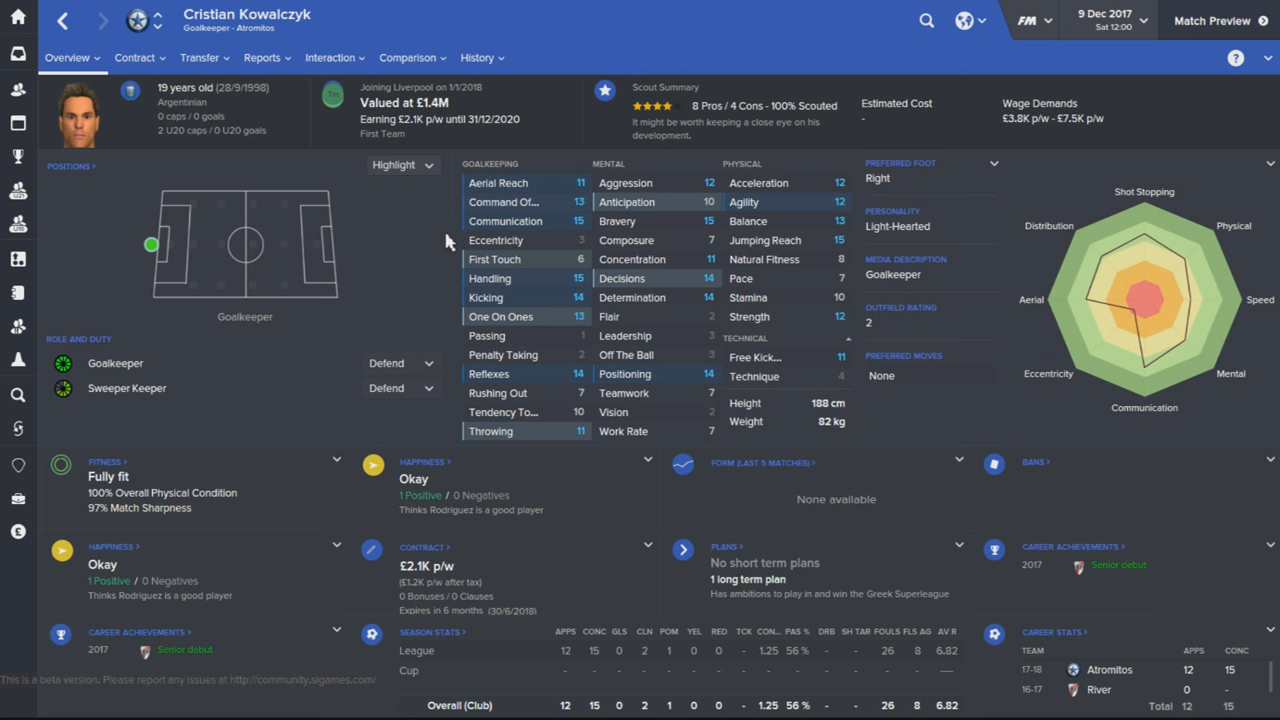 Cristian Kowalczyk
Goalkeeper - Atromitos
FM
9 Dec 2017
Sat 12:00
Match Preview
Overview
Contract
Transfer
Reports
Interaction
Comparison
History
?
19 years old (28/9/1998)
Argentinian
0 caps / 0 goals
2 U20 caps / 0 U20 goals
Trn
Joining Liverpool on 1/1/2018
Valued at £1.4M
Earning £2.1K p/w until 31/12/2020
First Team
Scout Summary
8 Pros / 4 Cons - 100% Scouted
It might be worth keeping a close eye on his
development.
Estimated Cost
-
Wage Demands
£3.8K p/w - £7.5K p/w
POSITIONS >
Highlight
Goalkeeper
ROLE AND DUTY
Goalkeeper Defend
Sweeper Keeper Defend
GOALKEEPING
Aerial Reach 11
Command Of... 13
Communication 15
Eccentricity 3
First Touch 6
Handling 15
Kicking 14
One On Ones 13
Passing 1
Penalty Taking 2
Reflexes 14
Rushing Out 7
Tendency To... 10
Throwing 11
MENTAL
Aggression 12
Anticipation 10
Bravery 15
Composure 7
Concentration 11
Decisions 14
Determination 14
Flair 2
Leadership 3
Off The Ball 3
Positioning 14
Teamwork 7
Vision 2
Work Rate 7
PHYSICAL
Acceleration 12
Agility 12
Balance 13
Jumping Reach 15
Natural Fitness 8
Pace 7
Stamina 10
Strength 12
TECHNICAL
Free Kick... 11
Technique 4
Height 188 cm
Weight 82 kg
PREFERRED FOOT
Right
PERSONALITY
Light-Hearted
MEDIA DESCRIPTION
Goalkeeper
OUTFIELD RATING
2
PREFERRED MOVES
None
Shot Stopping
Physical
Speed
Mental
Communication
Eccentricity
Aerial
Distribution
FITNESS >
Fully fit
100% Overall Physical Condition
97% Match Sharpness
HAPPINESS >
Okay
1 Positive / 0 Negatives
Thinks Rodriguez is a good player
FORM (LAST 5 MATCHES) >
None available
BANS >
HAPPINESS >
Okay
1 Positive / 0 Negatives
Thinks Rodriguez is a good player
CONTRACT >
£2.1K p/w
(£1.2K p/w after tax)
0 Bonuses / 0 Clauses
Expires in 6 months (30/6/2018)
PLANS >
No short term plans
1 long term plan
Has ambitions to play in and win the Greek Superleague
CAREER ACHIEVEMENTS >
2017 Senior debut
CAREER ACHIEVEMENTS >
2017 Senior debut
SEASON STATS > APPS CONC GLS CLN POM YEL RED TCK CON... PAS % DRB SH TAR FOULS FLS AG AV R
League 12 15 0 2 1 0 0 - 1.25 56 % - - 26 8 6.82
Cup - - - - - - - - - - - - - - —
Overall (Club) 12 15 0 2 1 0 0 - 1.25 56 % - - 26 8 6.82
CAREER STATS >
TEAM APPS CONC
17-18 Atromitos 12 15
16-17 River 0 -
Total 12 15
This is a beta version. Please report any issues at http://community.sigames.com/